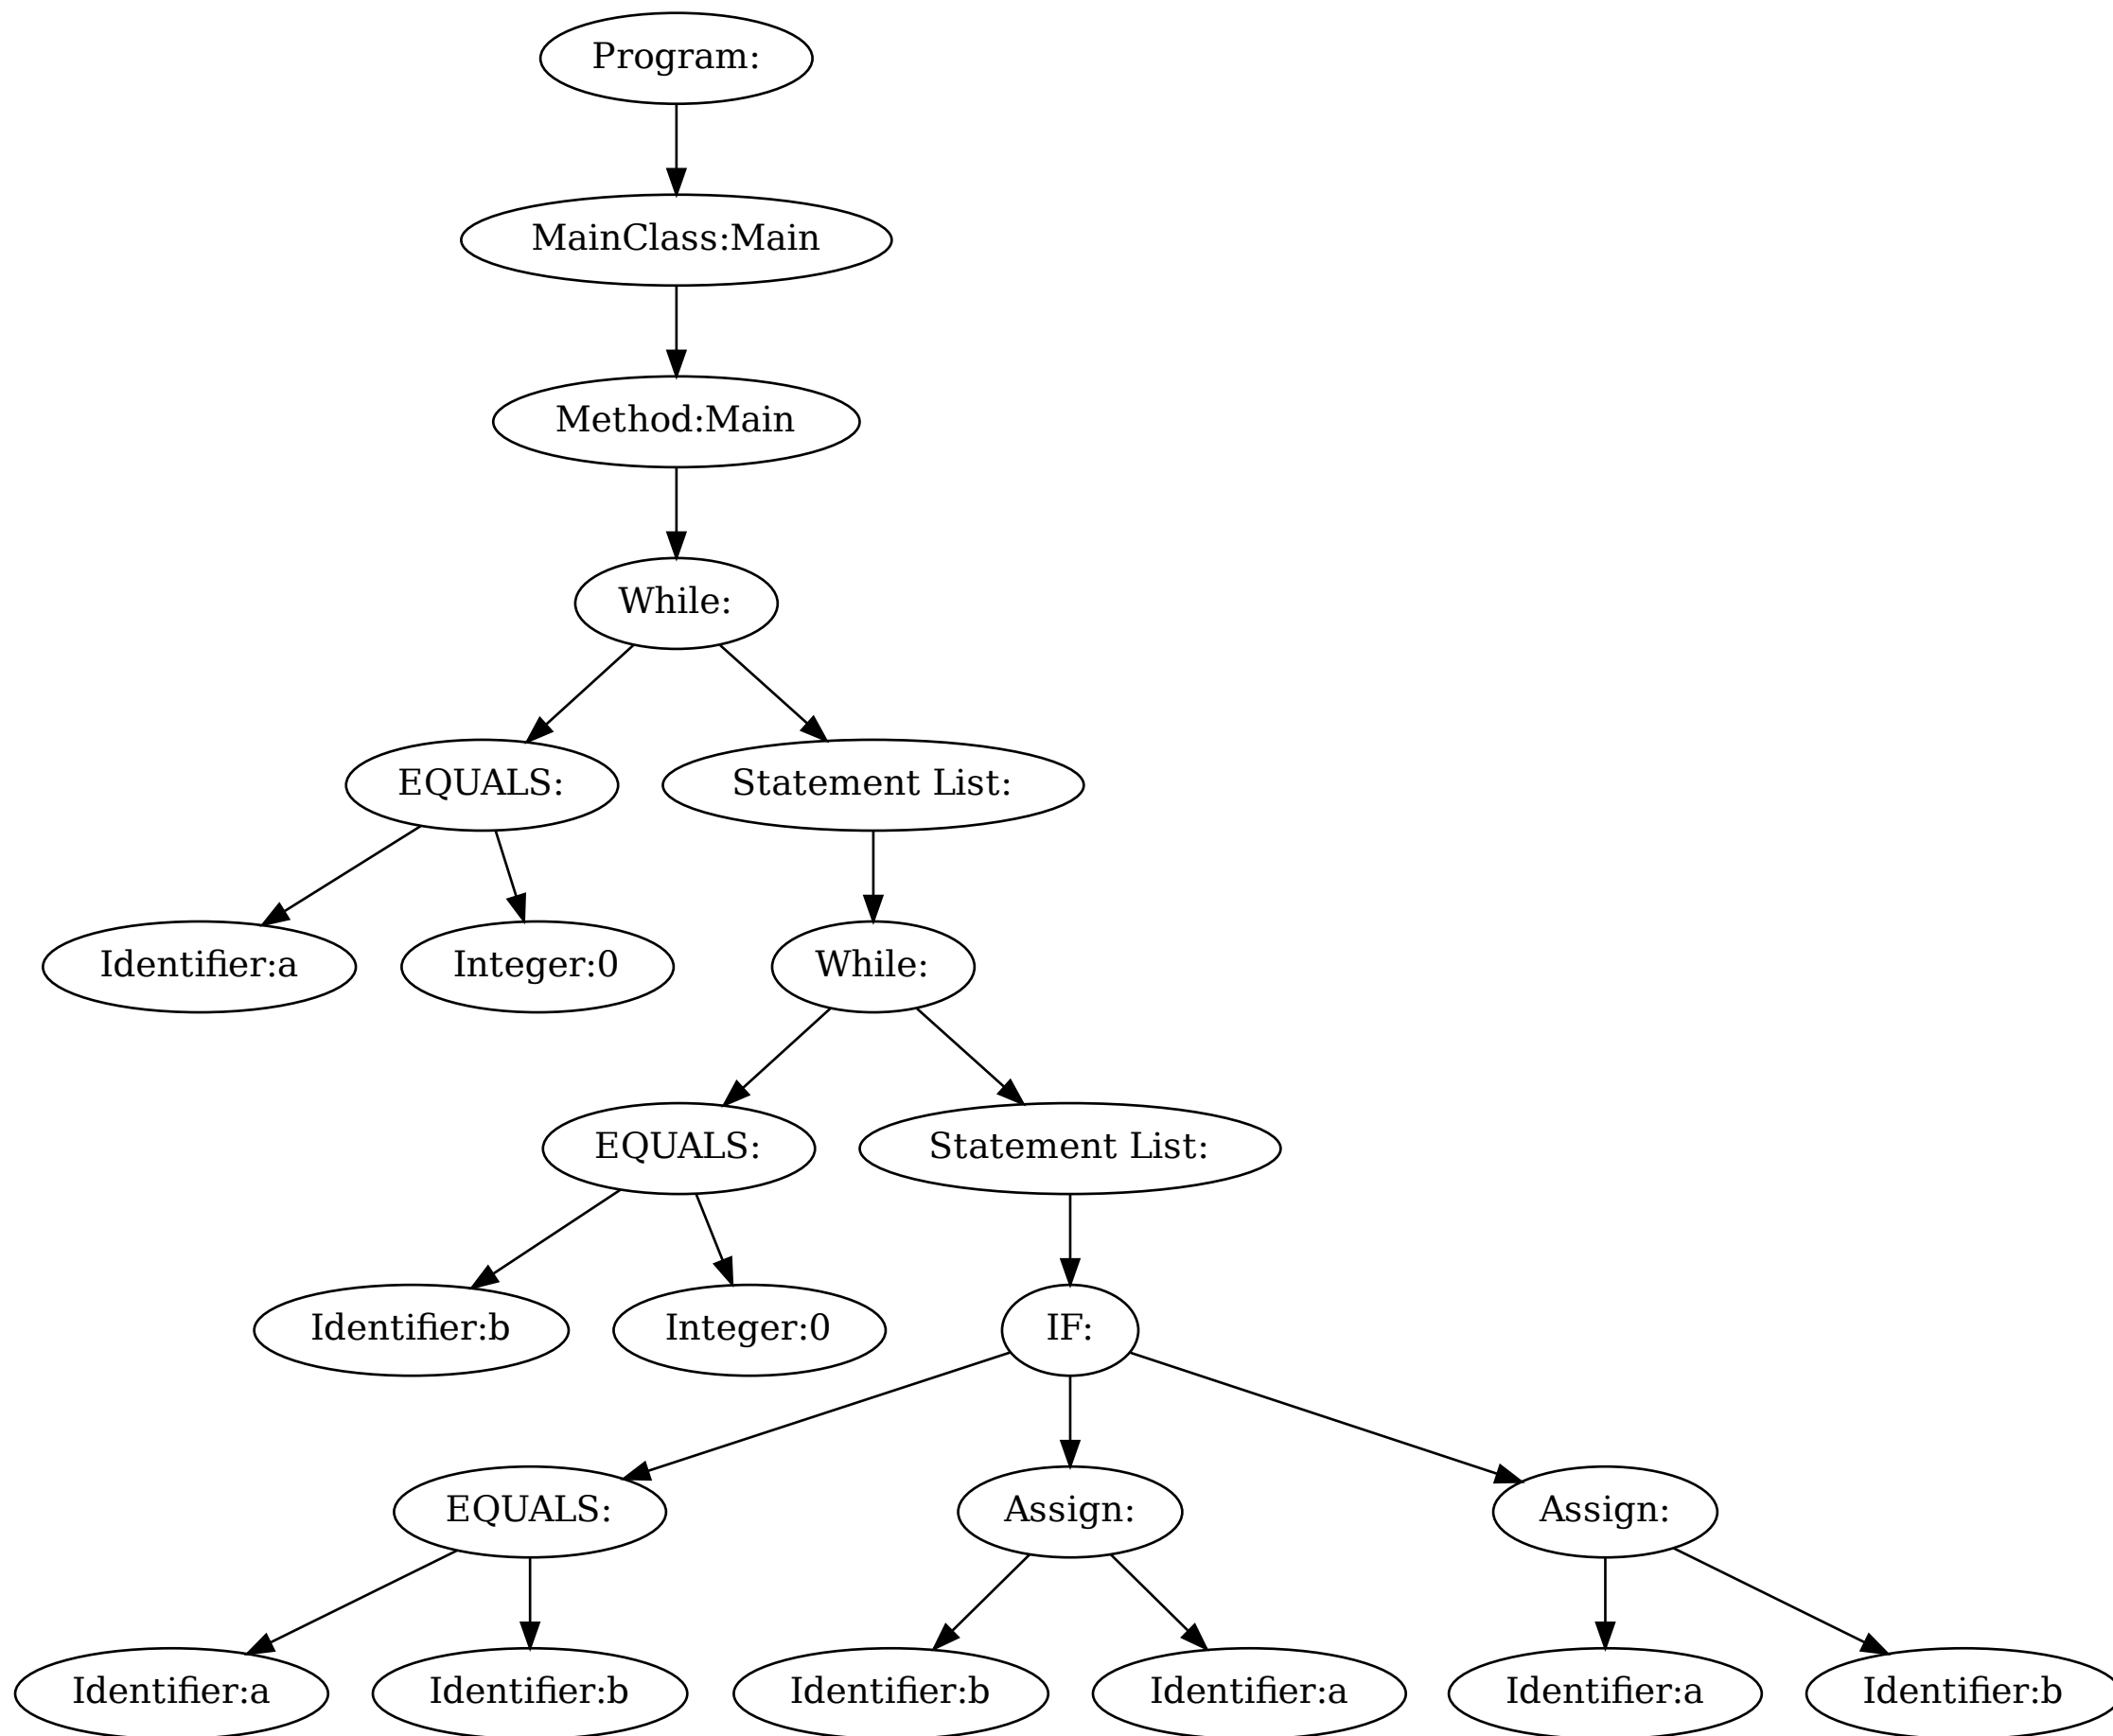 Program:
MainClass:Main
Method:Main
While:
EQUALS:
Statement List:
Identifier:a
Integer:0
While:
EQUALS:
Statement List:
Identifier:b
Integer:0
IF:
EQUALS:
Assign:
Assign:
Identifier:a
Identifier:b
Identifier:b
Identifier:a
Identifier:a
Identifier:b